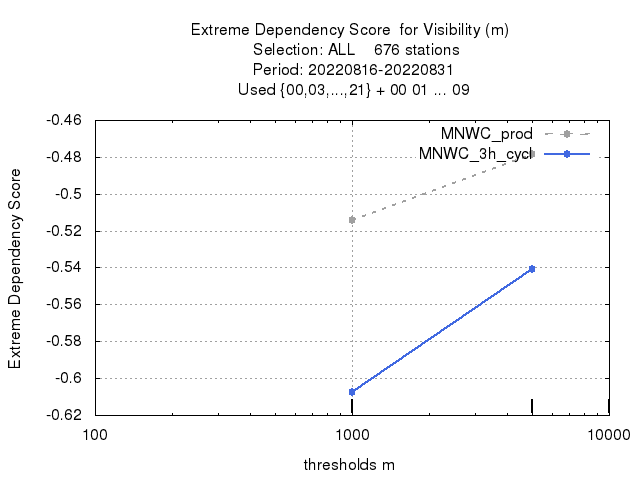 Extreme Dependency Score  for Visibility (m)
Selection: ALL    676 stations
Period: 20220816-20220831
Used {00,03,...,21} + 00 01 ... 09
MNWC_prod
MNWC_3h_cycl
-0.46
-0.48
-0.5
-0.52
-0.54
-0.56
-0.58
-0.6
-0.62
Extreme Dependency Score
100
1000
10000
thresholds m